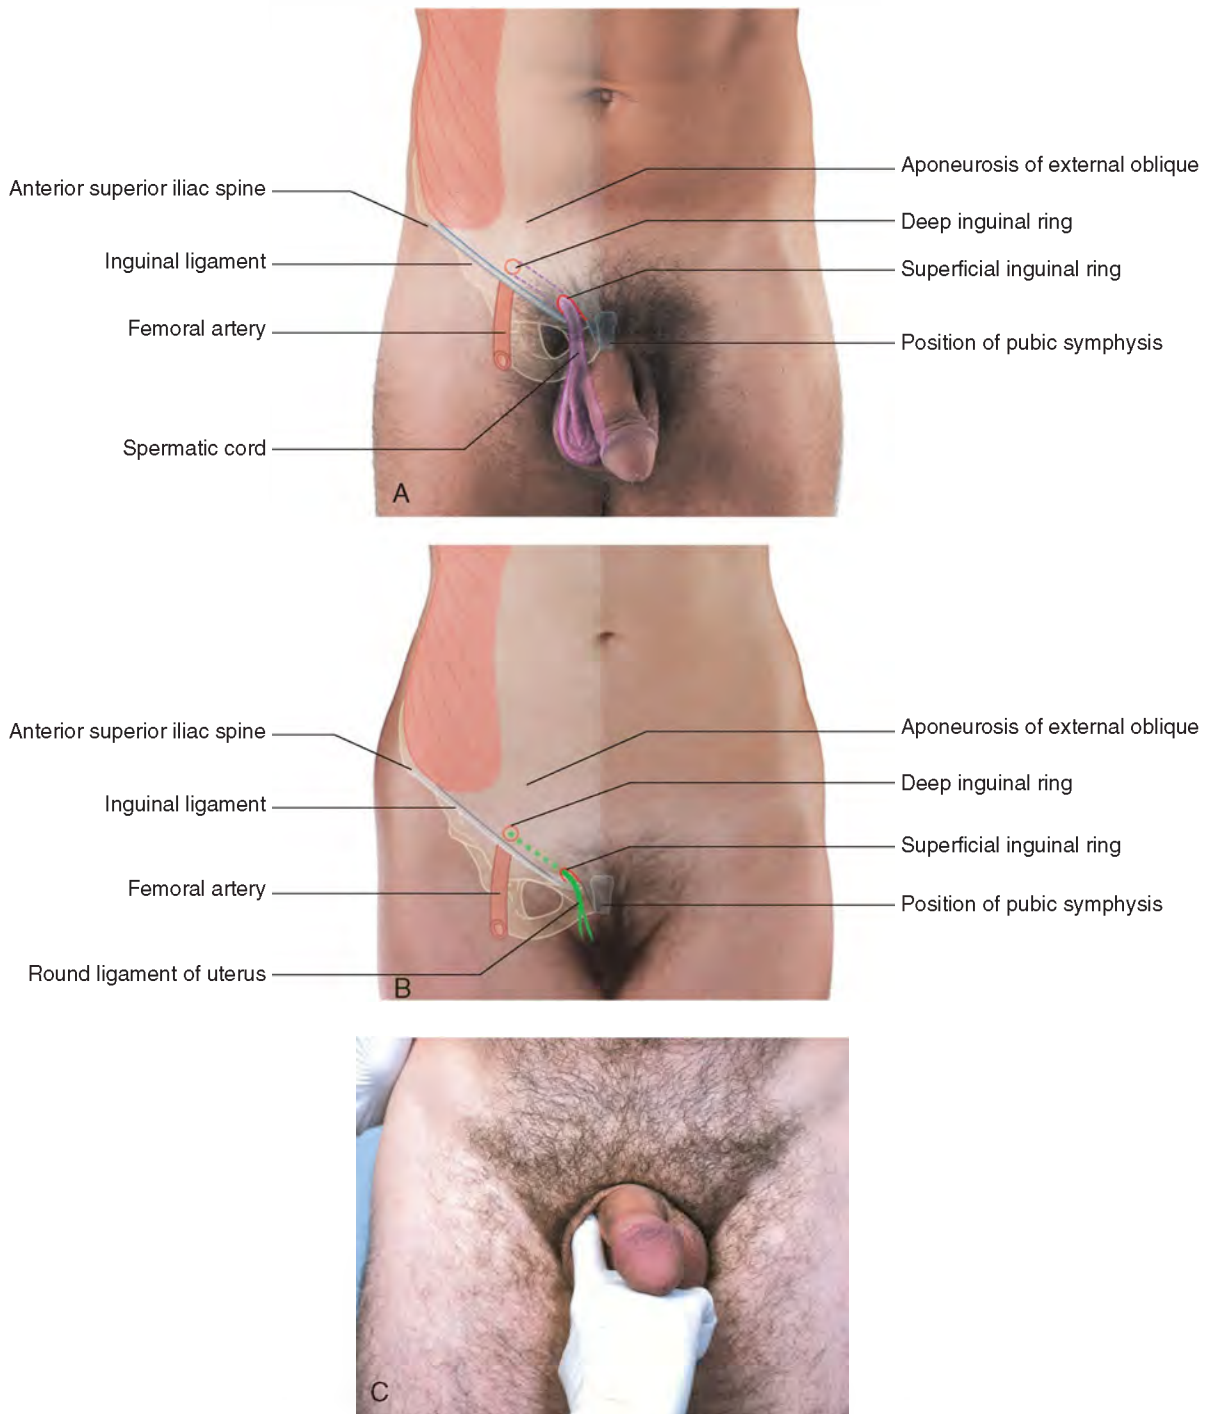 Anterior superior iliac spine
Inguinal ligament
Femoral artery
Spermatic cord
Aponeurosis of external oblique
Deep inguinal ring
Superficial inguinal ring
Position of pubic symphysis
A
Anterior superior iliac spine
Inguinal ligament
Femoral artery
Round ligament of uterus
Aponeurosis of external oblique
Deep inguinal ring
Superficial inguinal ring
Position of pubic symphysis
B
C